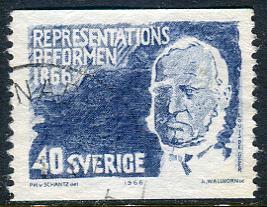 REPRESENTATIONS
REFORMEN
1866
40 SVERIGE
PH. v SCHANTZ del. 1966 A. WALLHORN sc.